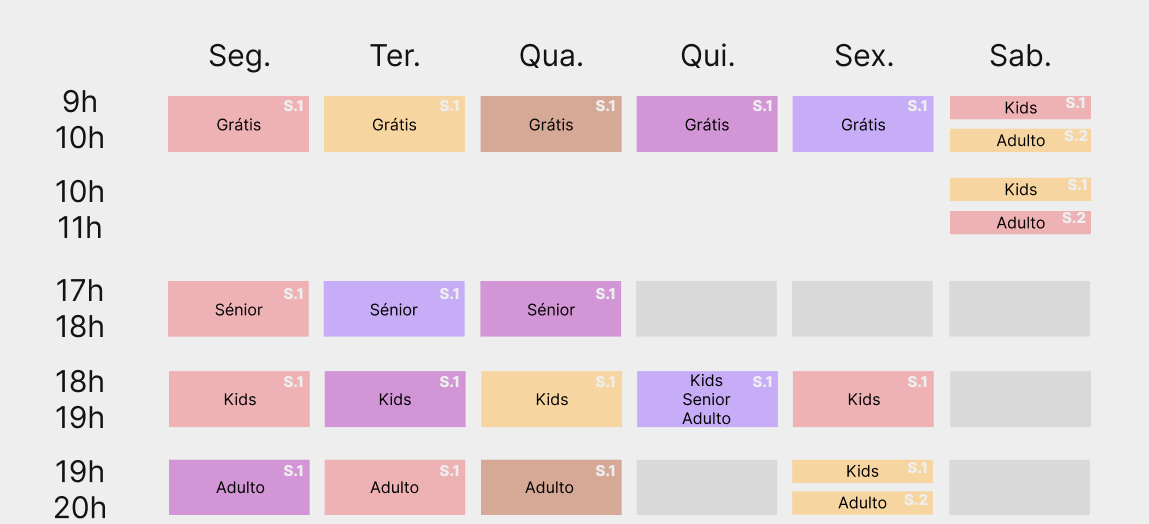 Seg. Ter. Qua. Qui. Sex. Sab.
9h
10h
S.1 S.1 S.1 S.1 S.1
Grátis Grátis Grátis Grátis Grátis
Kids S.1
Adulto S.2
10h
11h
Kids S.1
Adulto S.2
17h
18h
S.1 S.1 S.1
Sénior Sénior Sénior
18h
19h
S.1 S.1 S.1 S.1 S.1
Kids Kids Kids
Kids
Senior
Adulto
Kids
19h
20h
S.1 S.1 S.1
Adulto Adulto Adulto
Kids S.1
Adulto S.2